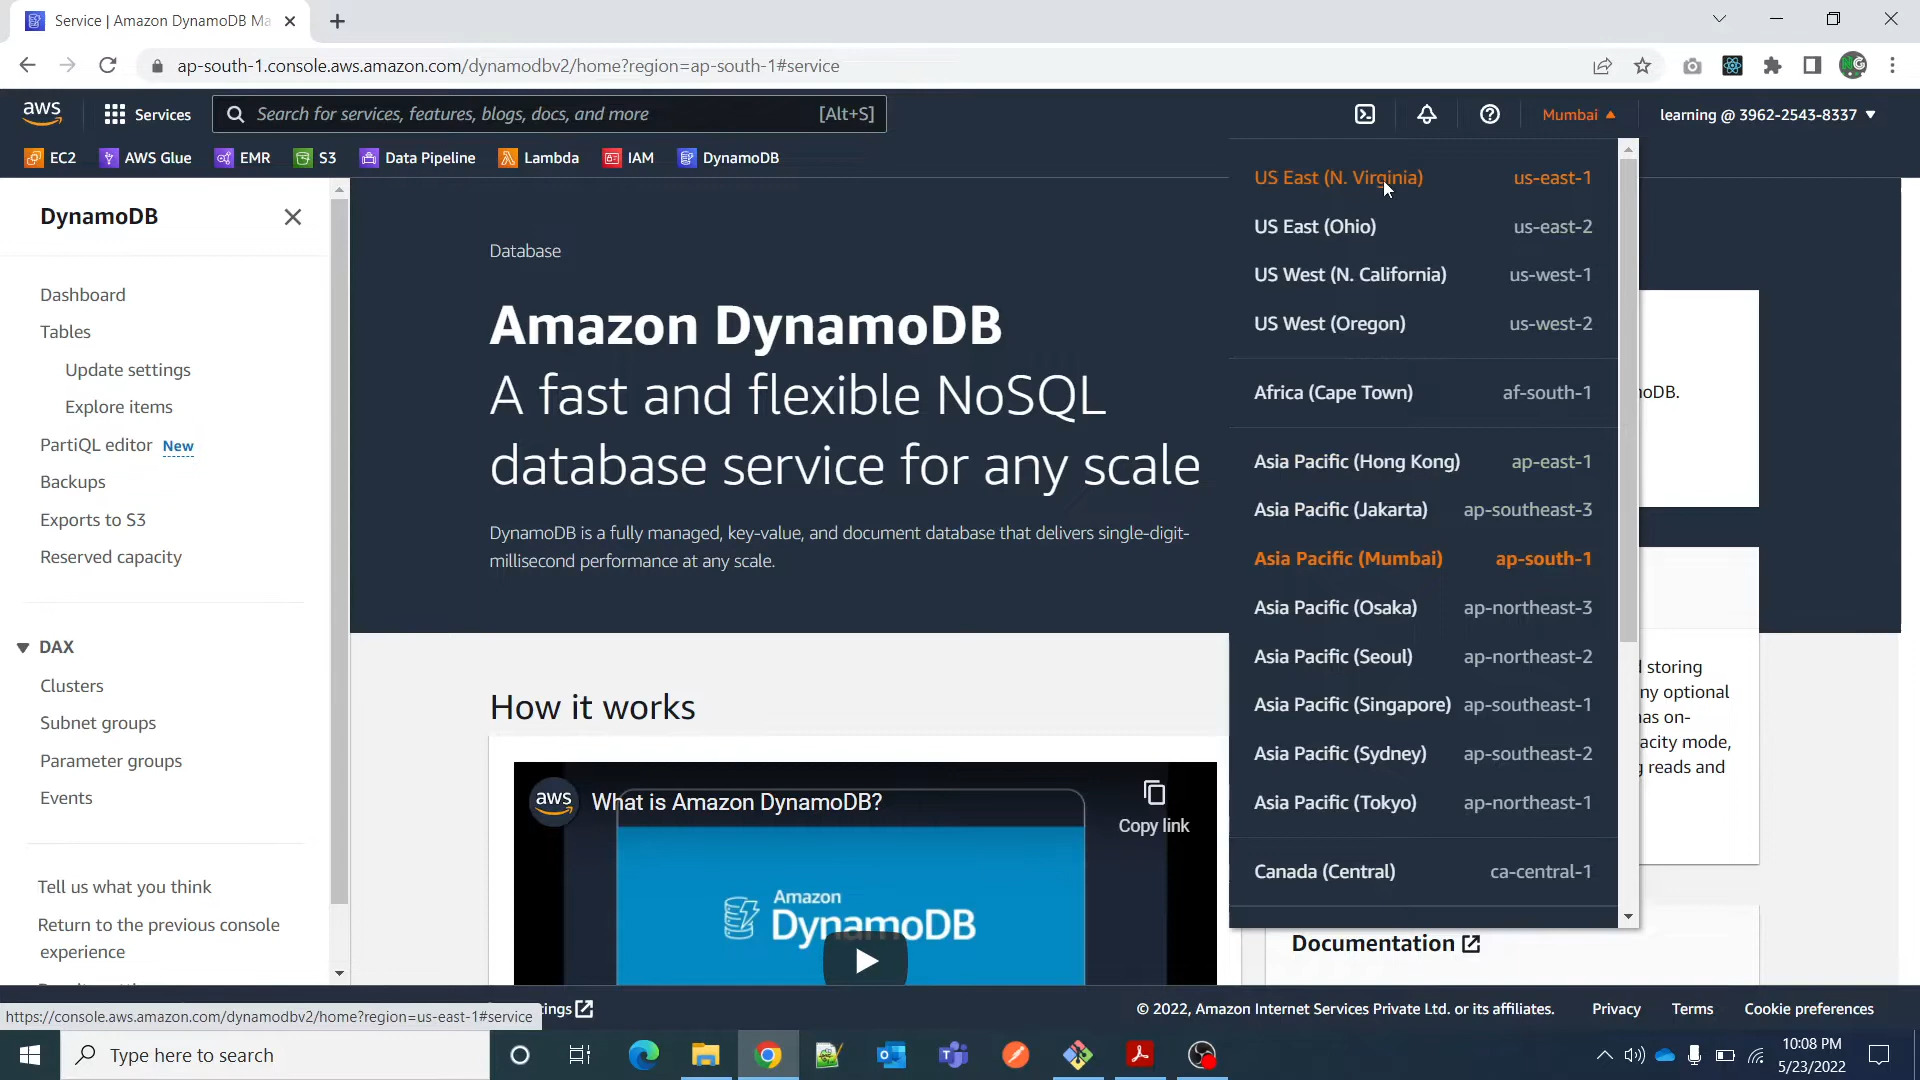 Service | Amazon DynamoDB Ma
ap-south-1.console.aws.amazon.com/dynamodbv2/home?region=ap-south-1#service
aws
Services
Search for services, features, blogs, docs, and more
[Alt+S]
Mumbai
learning @ 3962-2543-8337
EC2
AWS Glue
EMR
S3
Data Pipeline
Lambda
IAM
DynamoDB
DynamoDB
Dashboard
Tables
Update settings
Explore items
PartiQL editor New
Backups
Exports to S3
Reserved capacity
DAX
Clusters
Subnet groups
Parameter groups
Events
Tell us what you think
Return to the previous console
experience
Database
Amazon DynamoDB
A fast and flexible NoSQL
database service for any scale
DynamoDB is a fully managed, key-value, and document database that delivers single-digit-
millisecond performance at any scale.
How it works
aws
What is Amazon DynamoDB?
Copy link
Amazon
DynamoDB
US East (N. Virginia) us-east-1
US East (Ohio) us-east-2
US West (N. California) us-west-1
US West (Oregon) us-west-2
Africa (Cape Town) af-south-1
Asia Pacific (Hong Kong) ap-east-1
Asia Pacific (Jakarta) ap-southeast-3
Asia Pacific (Mumbai) ap-south-1
Asia Pacific (Osaka) ap-northeast-3
Asia Pacific (Seoul) ap-northeast-2
Asia Pacific (Singapore) ap-southeast-1
Asia Pacific (Sydney) ap-southeast-2
Asia Pacific (Tokyo) ap-northeast-1
Canada (Central) ca-central-1
noDB.
storing
ny optional
has on-
acity mode,
g reads and
Documentation
https://console.aws.amazon.com/dynamodbv2/home?region=us-east-1#service
tings
© 2022, Amazon Internet Services Private Ltd. or its affiliates.
Privacy
Terms
Cookie preferences
Type here to search
10:08 PM
5/23/2022